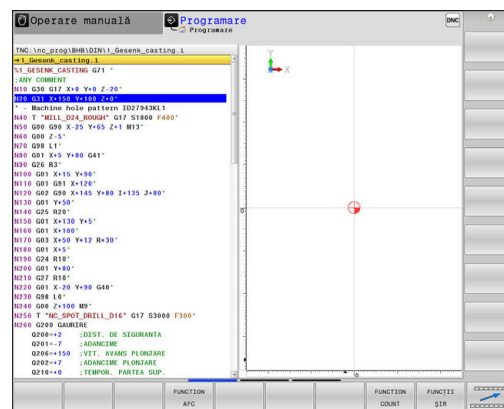 Operare manuală
Programare
Programare
DNC
TNC:\nc_prog\BHB\DIN\1_Gesenk_casting.i
→1_Gesenk_casting.i
%1_GESENK_CASTING G71 *
;ANY COMMENT
N10 G30 G17 X+0 Y+0 Z-20*
N20 G31 X+150 Y+100 Z+0*
* - Machine hole pattern ID27943KL1
N40 T "MILL_D24_ROUGH" G17 S1800 F400*
N50 G00 G90 X-25 Y+65 Z+1 M13*
N60 G00 Z-5*
N70 G98 L1*
N80 G01 X+5 Y+80 G41*
N90 G26 R3*
N100 G01 X+15 Y+90*
N110 G01 G91 X+120*
N120 G02 G90 X+145 Y+80 I+135 J+80*
N130 G01 Y+50*
N140 G25 R20*
N150 G01 X+130 Y+5*
N160 G01 X+100*
N170 G03 X+50 Y+12 R+30*
N180 G01 X+5*
N190 G24 R10*
N200 G01 Y+80*
N210 G27 R10*
N220 G01 X-20 Y+90 G40*
N230 G98 L0*
N240 G00 Z+100 M9*
N250 T "NC_SPOT_DRILL_D16" G17 S3000 F300*
N260 G200 GAURIRE
Q200=+2 ;DIST. DE SIGURANTA
Q201=-7 ;ADANCIME
Q206=+150 ;VIT. AVANS PLONJARE
Q202=+7 ;ADANCIME PLONJARE
Q210=+0 ;TEMPOR. PARTEA SUP.
Y
X
0
0
FUNCTION AFC
FUNCTION COUNT
FUNCȚII ȘIR